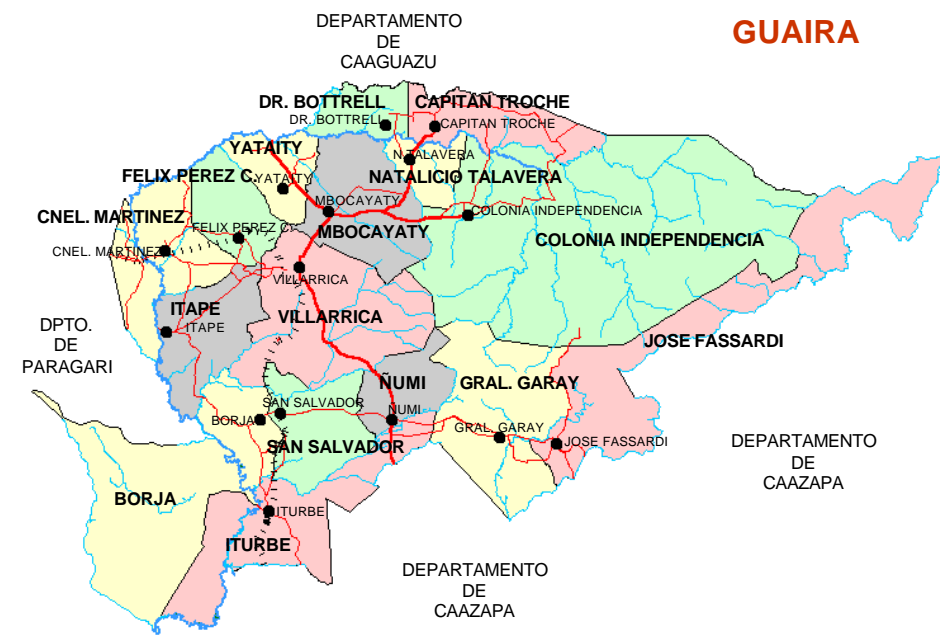 DEPARTAMENTO
DE
CAAGUAZU
GUAIRA
DR. BOTTRELL
CAPITAN TROCHE
DR. BOTTRELL
CAPITAN TROCHE
YATAITY
N.TALAVERA
FELIX PEREZ C.
YATAITY
NATALICIO TALAVERA
MBOCAYATY
CNEL. MARTINEZ
COLONIA INDEPENDENCIA
FELIX PEREZ C.
MBOCAYATY
COLONIA INDEPENDENCIA
CNEL. MARTINEZ
VILLARRICA
ITAPE
VILLARRICA
ITAPE
DPTO.
DE
PARAGARI
JOSE FASSARDI
ÑUMI
GRAL. GARAY
SAN SALVADOR
ÑUMI
BORJA
GRAL. GARAY
JOSE FASSARDI
SAN SALVADOR
DEPARTAMENTO
DE
CAAZAPA
BORJA
ITURBE
ITURBE
DEPARTAMENTO
DE
CAAZAPA